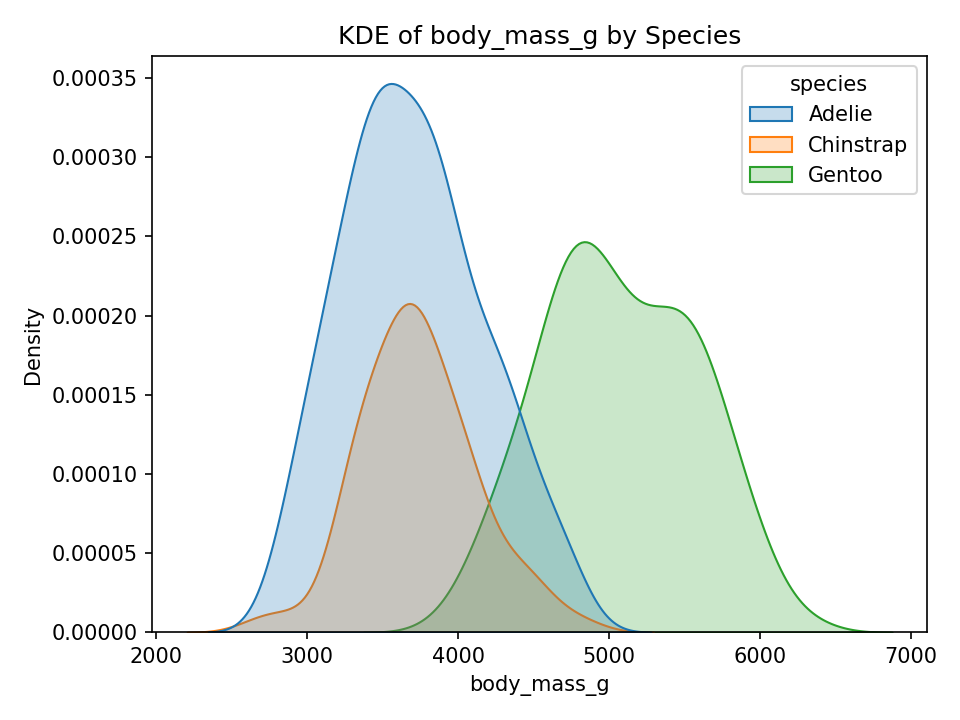 KDE of body_mass_g by Species
species
Adelie
Chinstrap
Gentoo
Density
0.00035
0.00030
0.00025
0.00020
0.00015
0.00010
0.00005
0.00000
2000 3000 4000 5000 6000 7000
body_mass_g